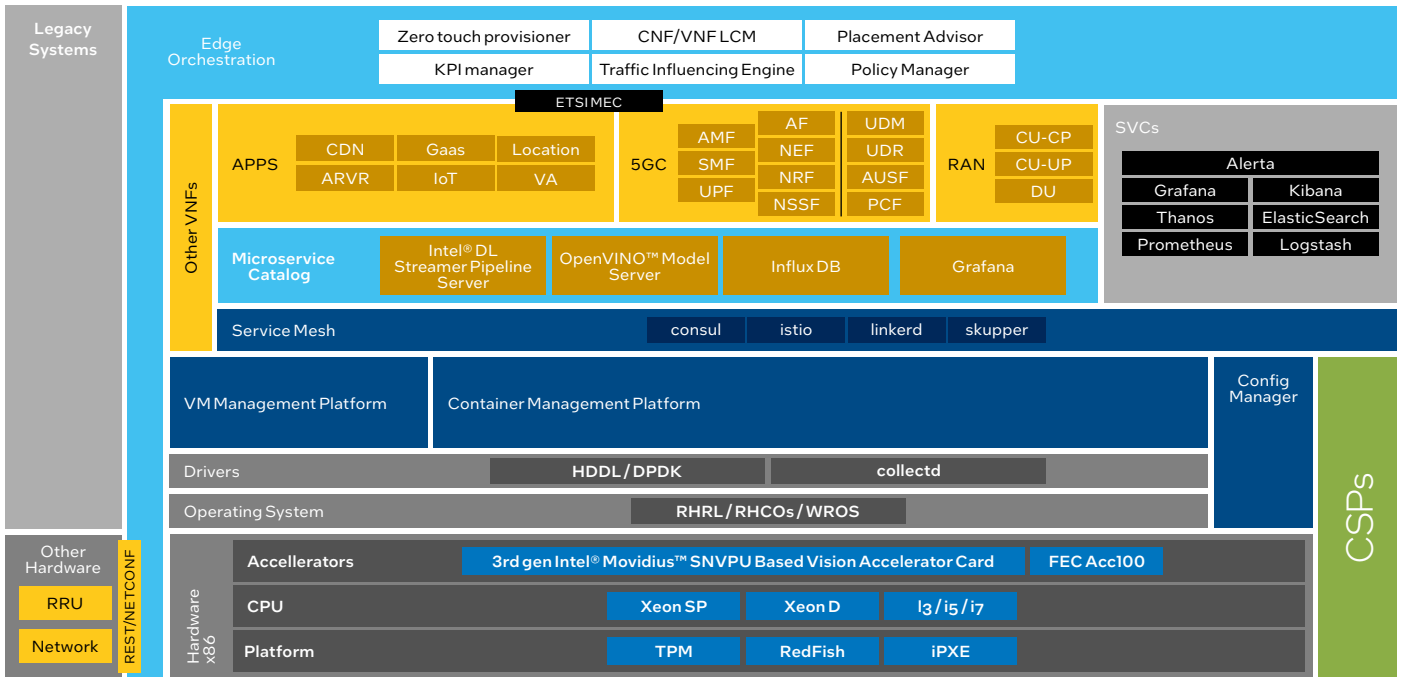 Legacy
Systems
Edge
Orchestration
Zero touch provisioner
CNF/VNF LCM
Placement Advisor
KPI manager
Traffic Influencing Engine
Policy Manager
ETSI MEC
Other VNFs
APPS
CDN
Gaas
Location
ARVR
IoT
VA
5GC
AMF
SMF
UPF
AF
NEF
NRF
NSSF
UDM
UDR
AUSF
PCF
RAN
CU-CP
CU-UP
DU
SVCs
Alerta
Grafana
Kibana
Thanos
ElasticSearch
Prometheus
Logstash
Microservice
Catalog
Intel® DL
Streamer Pipeline
Server
OpenVINO™ Model
Server
Influx DB
Grafana
Service Mesh
consul
istio
linkerd
skupper
VM Management Platform
Container Management Platform
Config
Manager
CSPs
Drivers
HDDL / DPDK
collectd
Operating System
RHRL / RHCOs / WROS
Other
Hardware
RRU
Network
REST/NETCONF
Hardware
x86
Accellerators
3rd gen Intel® Movidius™ SNVPU Based Vision Accelerator Card
FEC Acc100
CPU
Xeon SP
Xeon D
I3 / i5 / i7
Platform
TPM
RedFish
iPXE